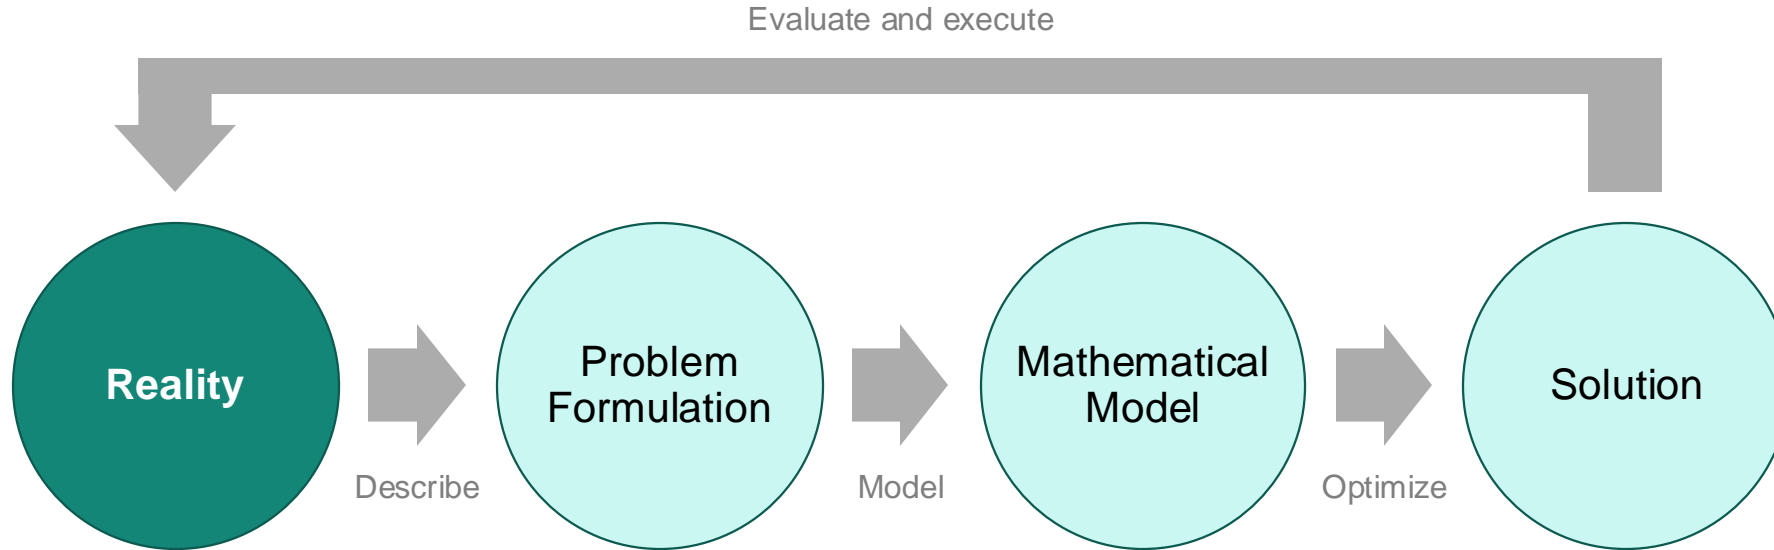 Evaluate and execute
Reality
Problem
Formulation
Mathematical
Model
Solution
Describe
Model
Optimize